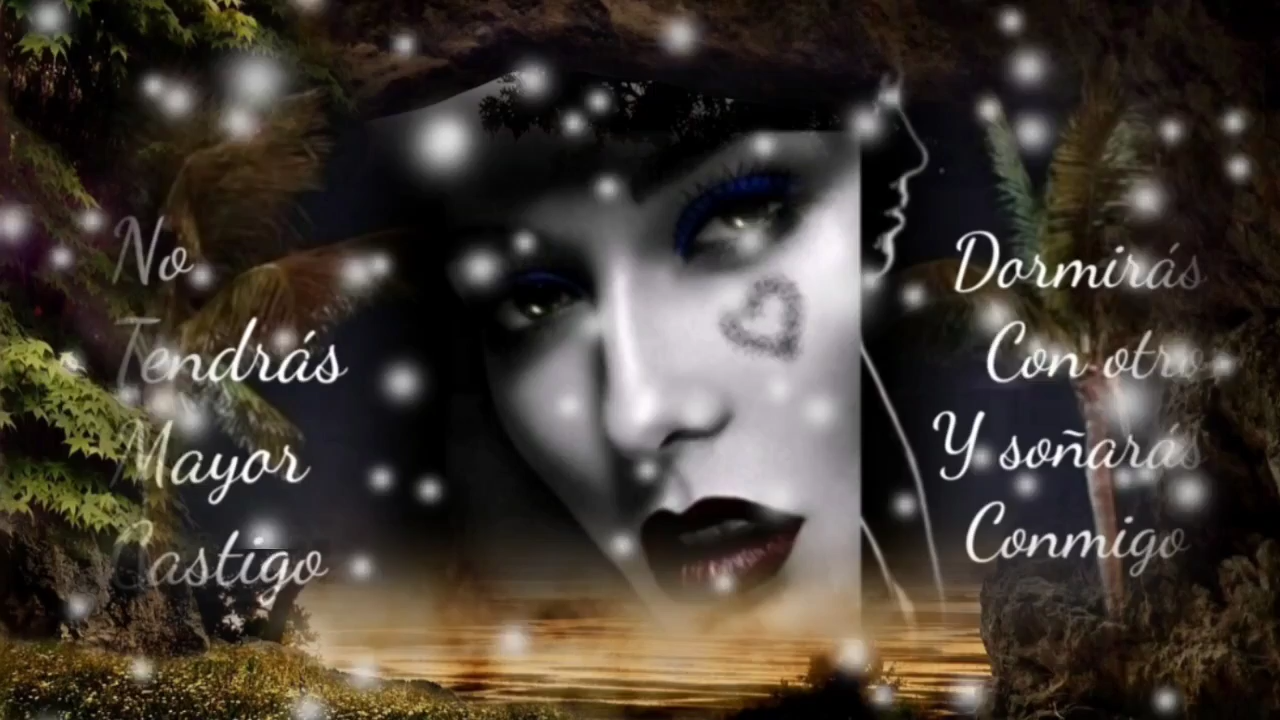 No
Tendrás
Mayor
Castigo
Dormirás
Con otro
Y soñarás
Conmigo